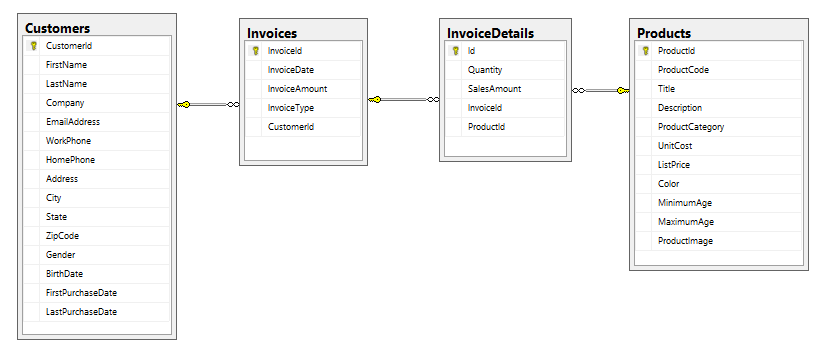 Customers
CustomerId
FirstName
LastName
Company
EmailAddress
WorkPhone
HomePhone
Address
City
State
ZipCode
Gender
BirthDate
FirstPurchaseDate
LastPurchaseDate
Invoices
InvoiceId
InvoiceDate
InvoiceAmount
InvoiceType
CustomerId
InvoiceDetails
Id
Quantity
SalesAmount
InvoiceId
ProductId
Products
ProductId
ProductCode
Title
Description
ProductCategory
UnitCost
ListPrice
Color
MinimumAge
MaximumAge
ProductImage